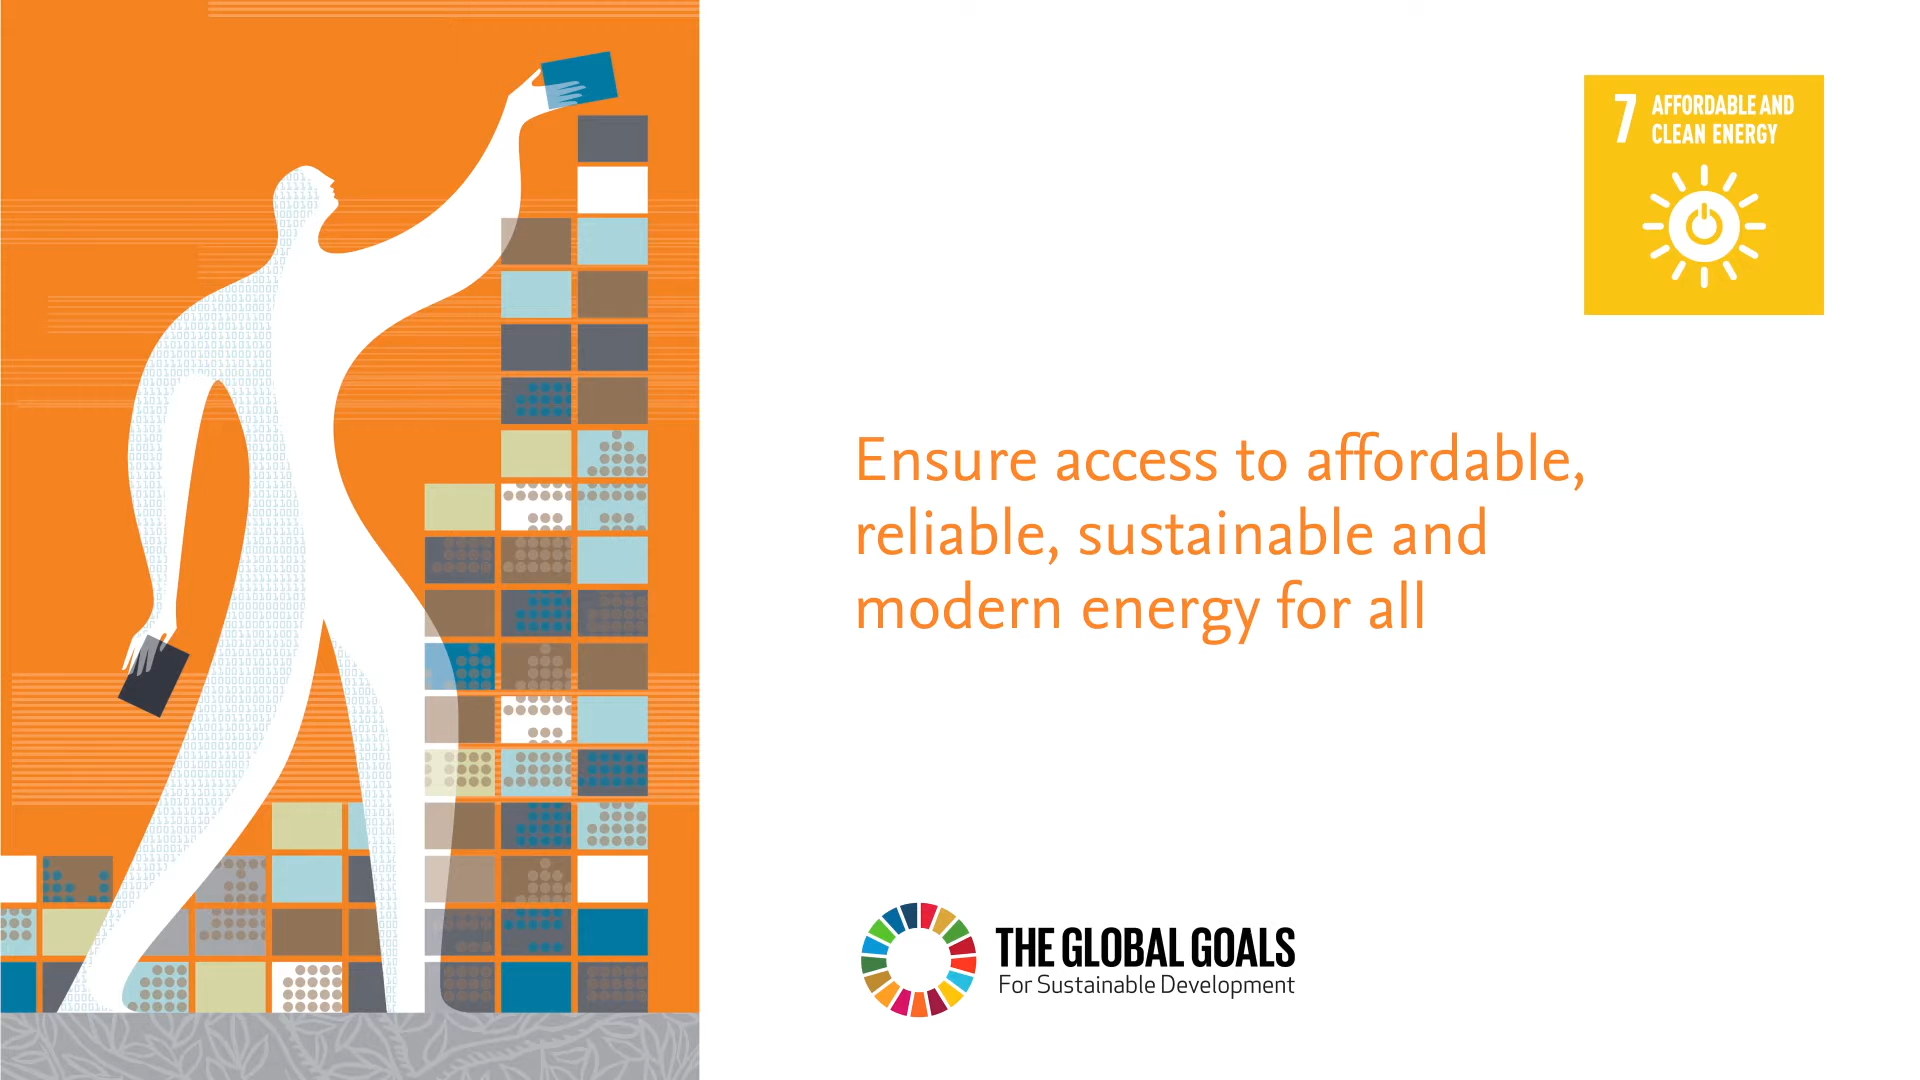 7 AFFORDABLE AND
CLEAN ENERGY
Ensure access to affordable,
reliable, sustainable and
modern energy for all
THE GLOBAL GOALS
For Sustainable Development